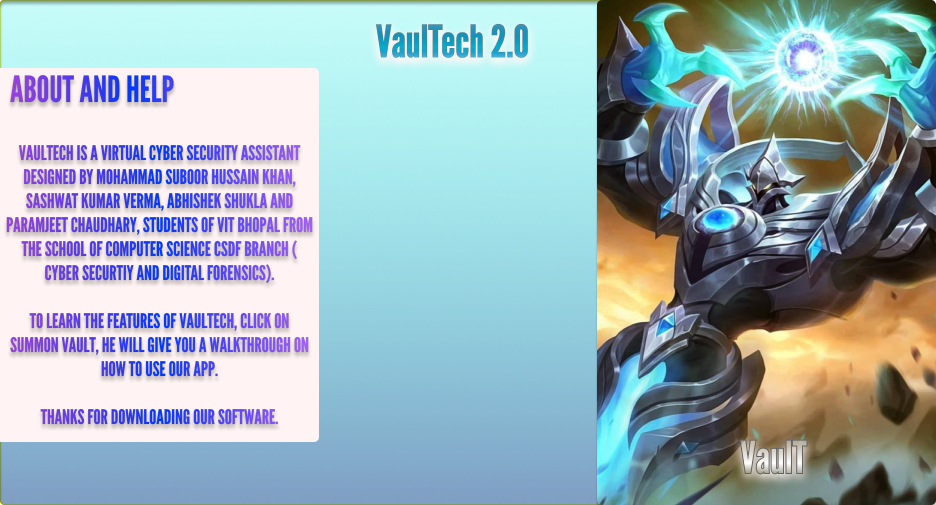 VaulTech 2.0
ABOUT AND HELP
VAULTECH IS A VIRTUAL CYBER SECURITY ASSISTANT
DESIGNED BY MOHAMMAD SUBOOR HUSSAIN KHAN,
SASHWAT KUMAR VERMA, ABHISHEK SHUKLA AND
PARAMJEET CHAUDHARY, STUDENTS OF VIT BHOPAL FROM
THE SCHOOL OF COMPUTER SCIENCE CSDF BRANCH (
CYBER SECURTIY AND DIGITAL FORENSICS).
TO LEARN THE FEATURES OF VAULTECH, CLICK ON
SUMMON VAULT, HE WILL GIVE YOU A WALKTHROUGH ON
HOW TO USE OUR APP.
THANKS FOR DOWNLOADING OUR SOFTWARE.
VaulT